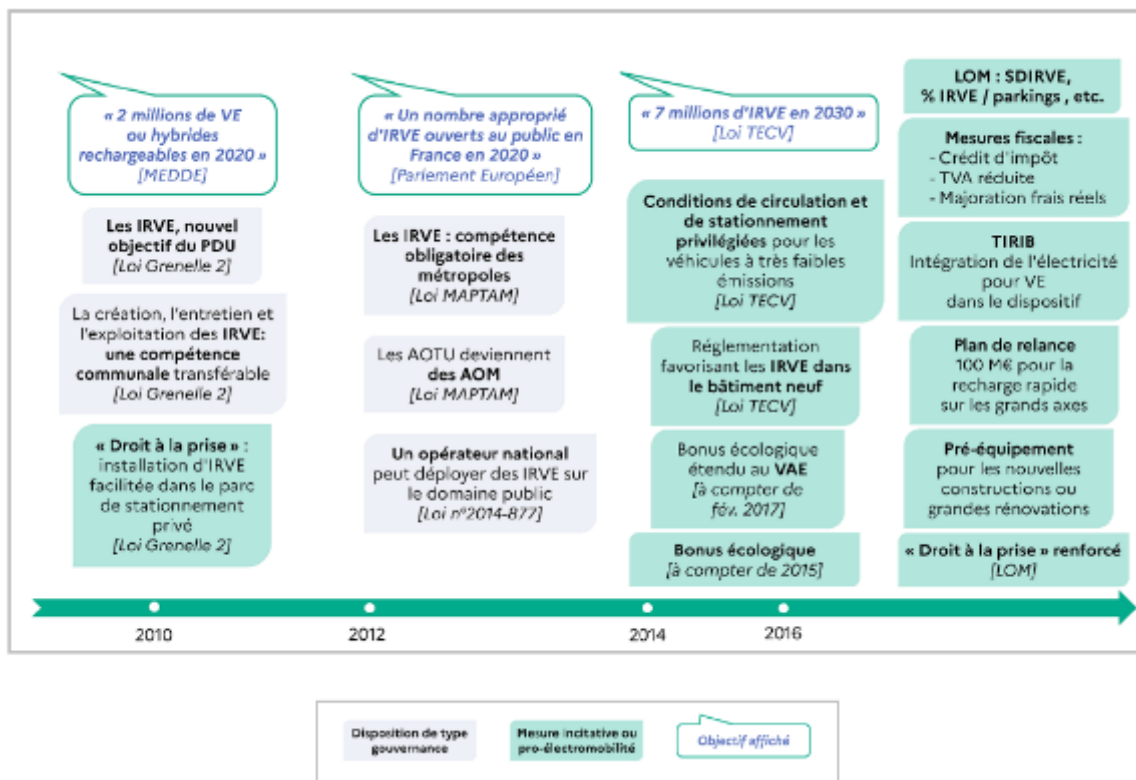 « 2 millions de VE
ou hybrides
rechargeables en 2020 »
[MEDDE]
Les IRVE, nouvel
objectif du PDU
[Loi Grenelle 2]
La création, l'entretien et
l'exploitation des IRVE:
une compétence
communale transférable
[Loi Grenelle 2]
« Droit à la prise » :
installation d'IRVE
facilitée dans le parc
de stationnement
privé
[Loi Grenelle 2]
« Un nombre approprié
d'IRVE ouverts au public en
France en 2020 »
[Parlement Européen]
Les IRVE : compétence
obligatoire des
métropoles
[Loi MAPTAM]
Les AOTU deviennent
des AOM
[Loi MAPTAM]
Un opérateur national
peut déployer des IRVE sur
le domaine public
[Loi n°2014-877]
« 7 millions d'IRVE en 2030 »
[Loi TECV]
Conditions de circulation et
de stationnement
privilégiées pour les
véhicules à très faibles
émissions
[Loi TECV]
Réglementation
favorisant les IRVE dans
le bâtiment neuf
[Loi TECV]
Bonus écologique
étendu au VAE
[à compter de
fév. 2017]
Bonus écologique
[à compter de 2015]
LOM : SDIRVE,
% IRVE / parkings , etc.
Mesures fiscales :
- Crédit d'impôt
- TVA réduite
- Majoration frais réels
TIRIB
Intégration de l'électricité
pour VE
dans le dispositif
Plan de relance
100 M€ pour la
recharge rapide
sur les grands axes
Pré-équipement
pour les nouvelles
constructions ou
grandes rénovations
« Droit à la prise » renforcé
[LOM]
2010
2012
2014
2016
Disposition de type
gouvernance
Mesure incitative ou
pro-électromobilité
Objectif affiché